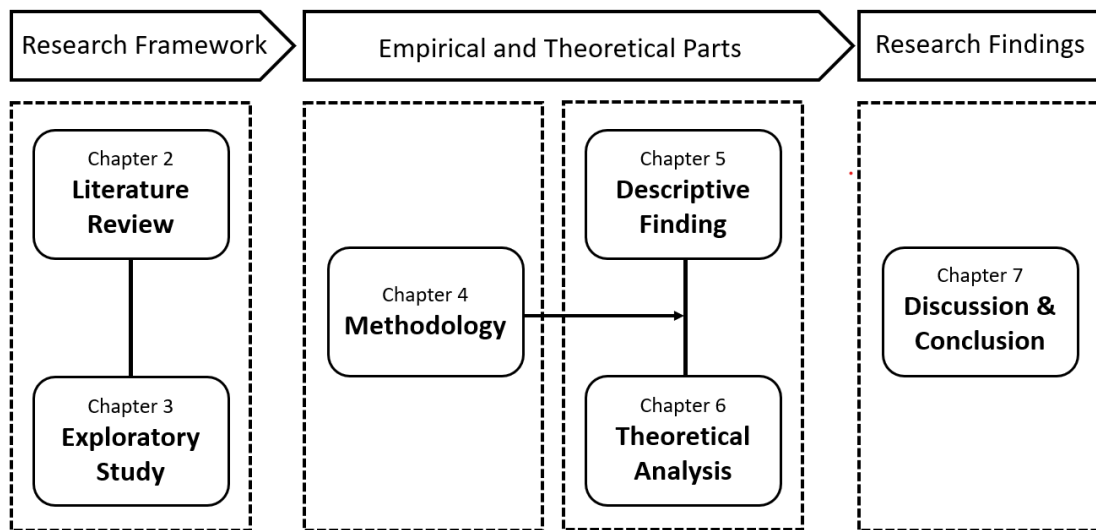 Research Framework
Empirical and Theoretical Parts
Research Findings
Chapter 2
Literature
Review
Chapter 3
Exploratory
Study
Chapter 4
Methodology
Chapter 5
Descriptive
Finding
Chapter 6
Theoretical
Analysis
Chapter 7
Discussion &
Conclusion